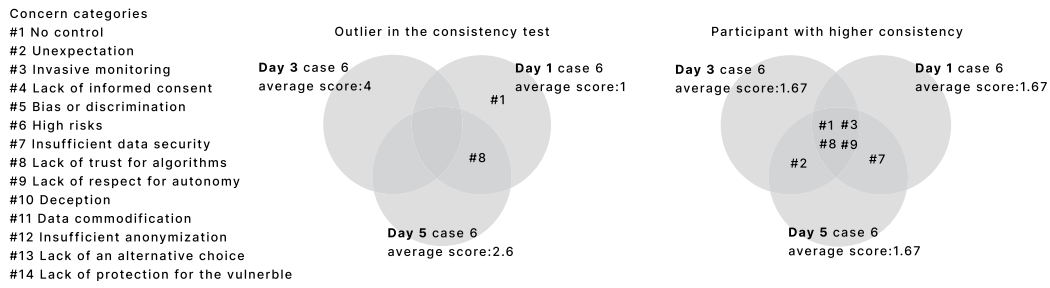 Concern categories
#1 No control
#2 Unexpectation
#3 Invasive monitoring
#4 Lack of informed consent
#5 Bias or discrimination
#6 High risks
#7 Insufficient data security
#8 Lack of trust for algorithms
#9 Lack of respect for autonomy
#10 Deception
#11 Data commodification
#12 Insufficient anonymization
#13 Lack of an alternative choice
#14 Lack of protection for the vulnerble
Outlier in the consistency test
Day 3 case 6
average score:4
Day 1 case 6
average score:1
#1
#8
Day 5 case 6
average score:2.6
Participant with higher consistency
Day 3 case 6
average score:1.67
Day 1 case 6
average score:1.67
#1 #3
#8 #9
#2
#7
Day 5 case 6
average score:1.67